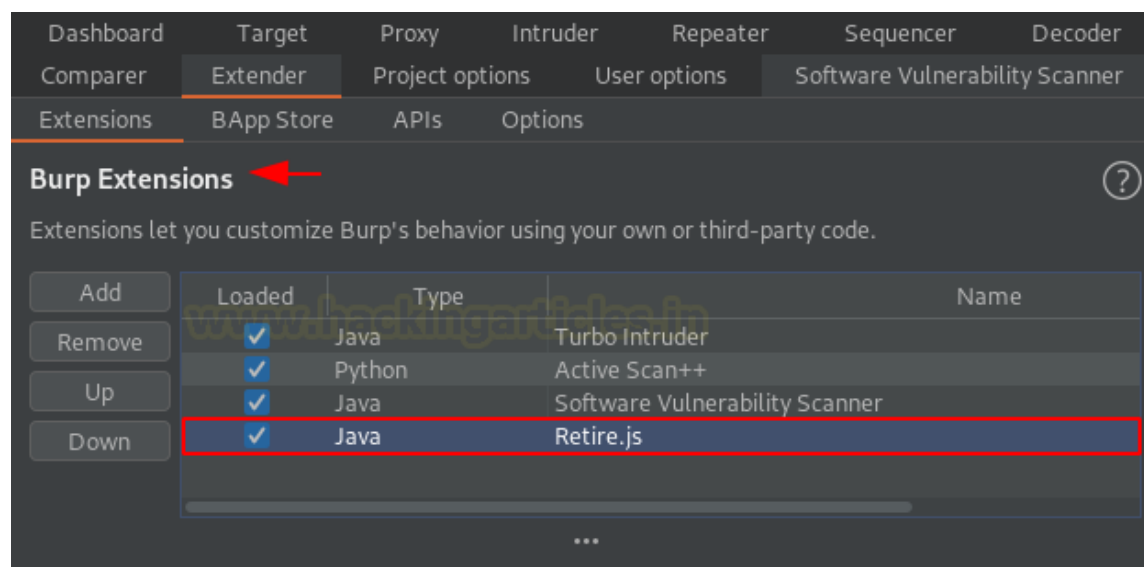 Dashboard Target Proxy Intruder Repeater Sequencer Decoder
Comparer Extender Project options User options Software Vulnerability Scanner
Extensions BApp Store APIs Options
Burp Extensions ?
Extensions let you customize Burp's behavior using your own or third-party code.
Add
Remove
Up
Down
Loaded Type Name
www.hackingarticles.in
Java Turbo Intruder
Python Active Scan++
Java Software Vulnerability Scanner
Java Retire.js
...